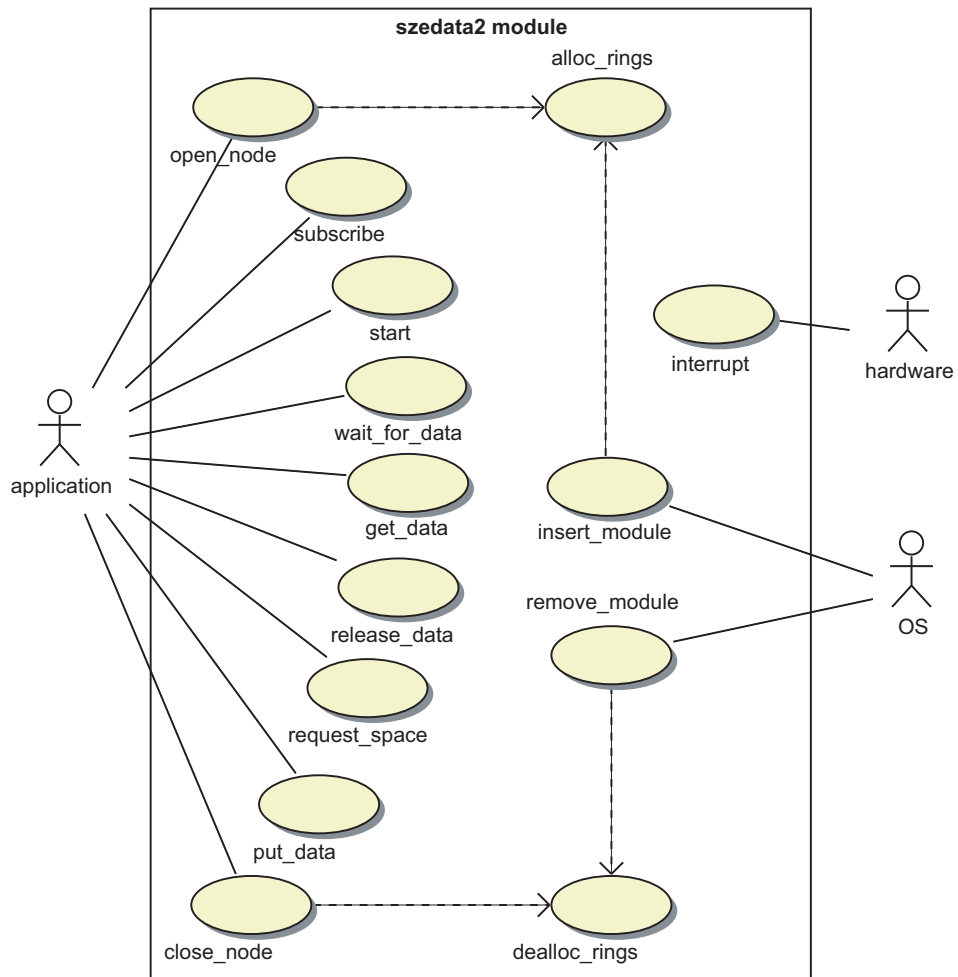 szedata2 module
alloc_rings
open_node
subscribe
start
interrupt
hardware
wait_for_data
application
get_data
insert_module
release_data
remove_module
OS
request_space
put_data
close_node
dealloc_rings